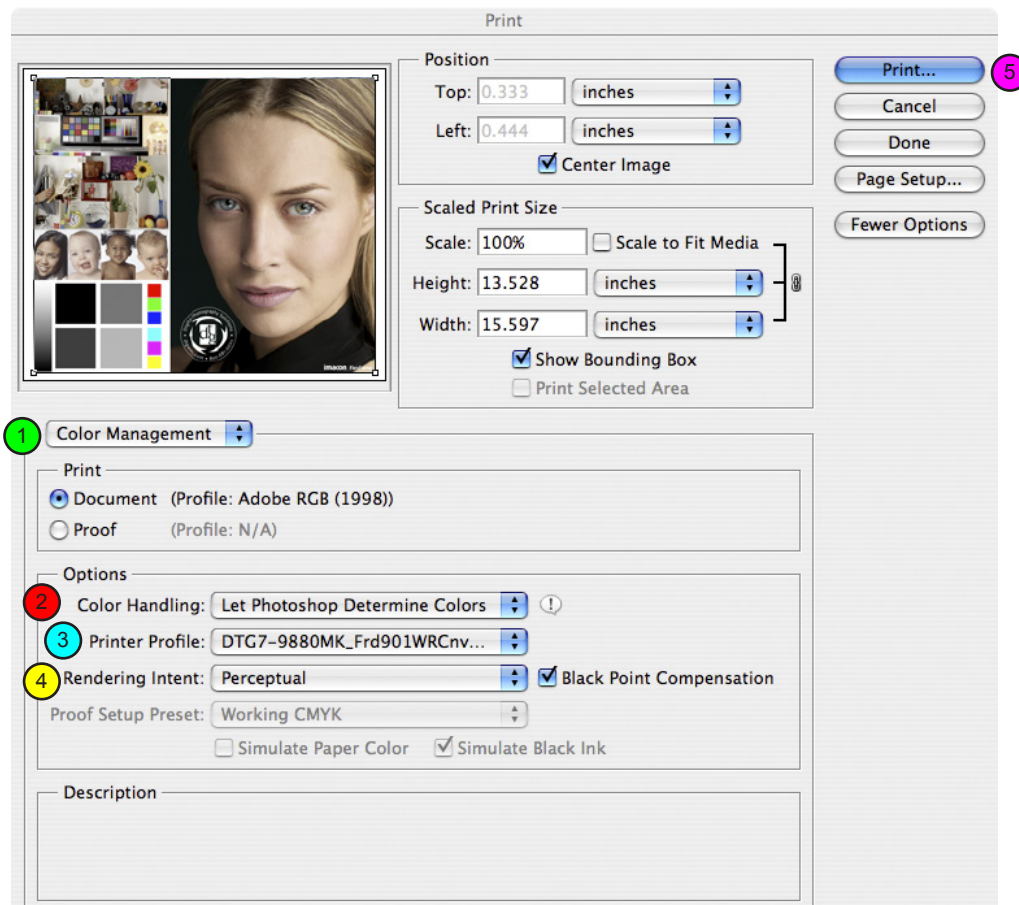 Print
Position
Top: 0.333 inches
Left: 0.444 inches
Center Image
Print...
5
Cancel
Done
Page Setup...
Fewer Options
Scaled Print Size
Scale: 100% Scale to Fit Media
Height: 13.528 inches
Width: 15.597 inches
Show Bounding Box
Print Selected Area
imacon
1 Color Management
Print
Document (Profile: Adobe RGB (1998))
Proof (Profile: N/A)
Options
2 Color Handling: Let Photoshop Determine Colors
3 Printer Profile: DTG7-9880MK_Frd901WRCnv...
4 Rendering Intent: Perceptual Black Point Compensation
Proof Setup Preset: Working CMYK
Simulate Paper Color Simulate Black Ink
Description